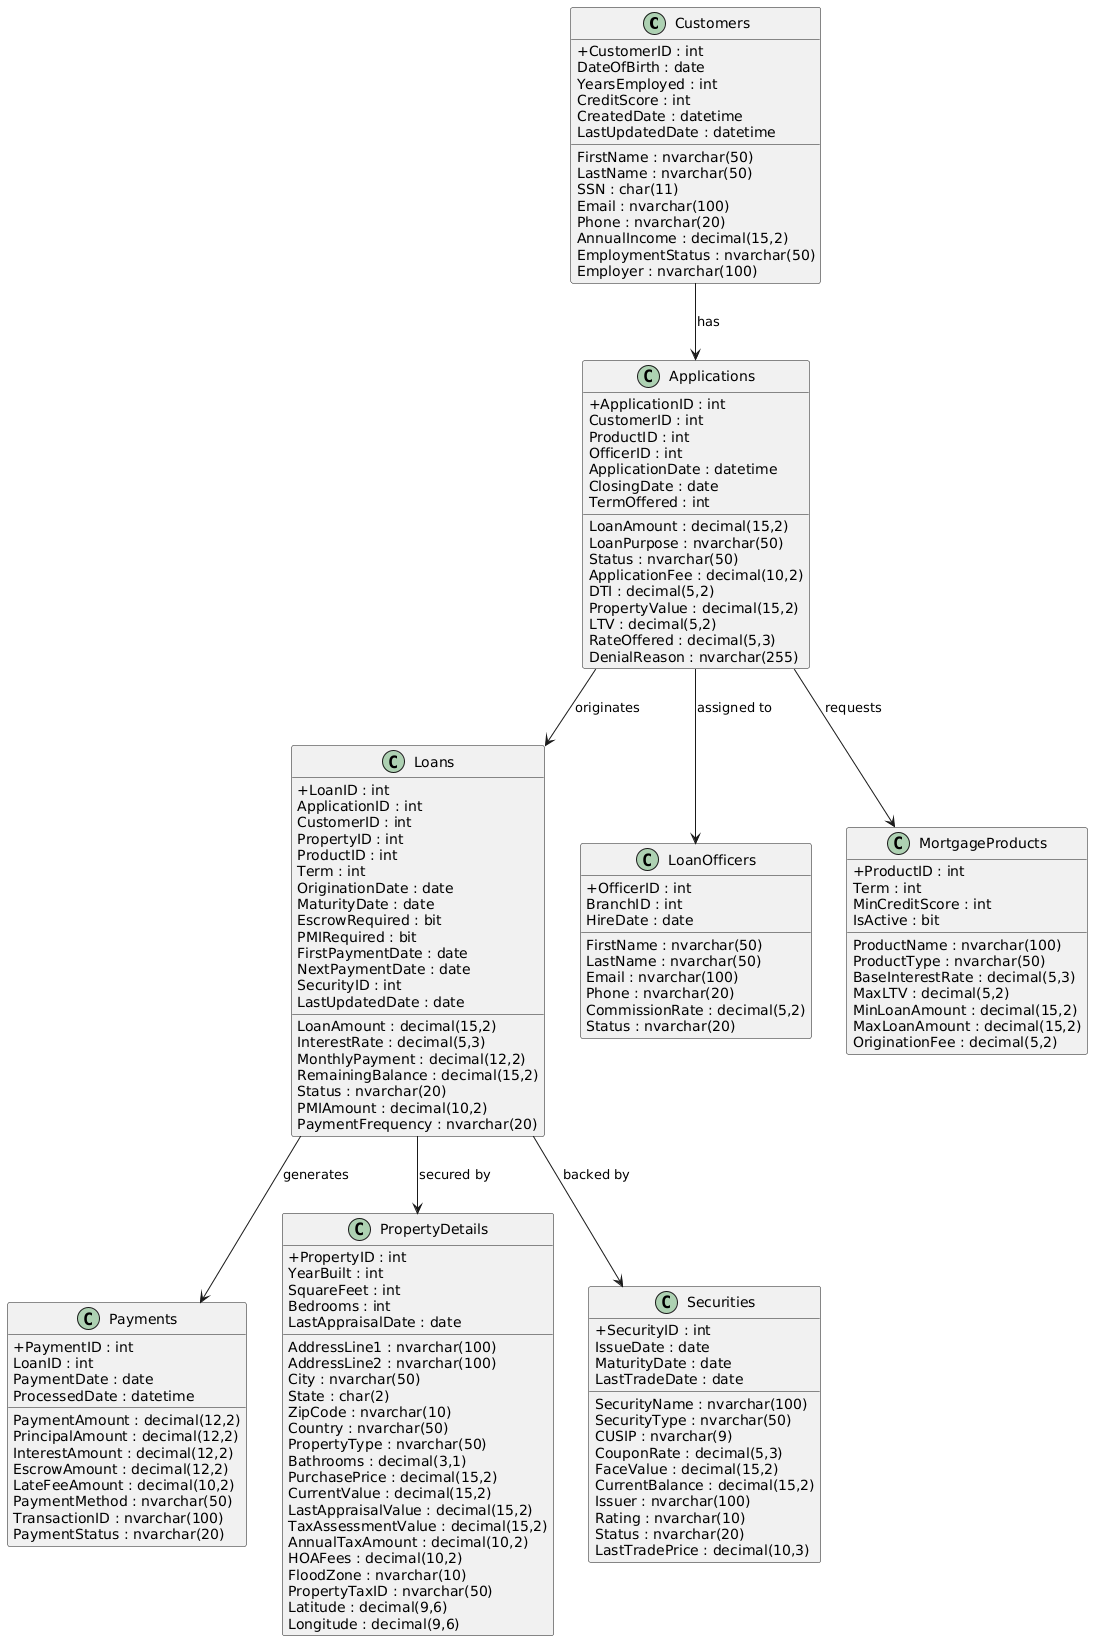 C Customers
+CustomerID : int
DateOfBirth : date
YearsEmployed : int
CreditScore : int
CreatedDate : datetime
LastUpdatedDate : datetime
FirstName : nvarchar(50)
LastName : nvarchar(50)
SSN : char(11)
Email : nvarchar(100)
Phone : nvarchar(20)
AnnualIncome : decimal(15,2)
EmploymentStatus : nvarchar(50)
Employer : nvarchar(100)
has
C Applications
+ApplicationID : int
CustomerID : int
ProductID : int
OfficerID : int
ApplicationDate : datetime
ClosingDate : date
TermOffered : int
LoanAmount : decimal(15,2)
LoanPurpose : nvarchar(50)
Status : nvarchar(50)
ApplicationFee : decimal(10,2)
DTI : decimal(5,2)
PropertyValue : decimal(15,2)
LTV : decimal(5,2)
RateOffered : decimal(5,3)
DenialReason : nvarchar(255)
originates
assigned to
requests
C Loans
+LoanID : int
ApplicationID : int
CustomerID : int
PropertyID : int
ProductID : int
Term : int
OriginationDate : date
MaturityDate : date
EscrowRequired : bit
PMIRequired : bit
FirstPaymentDate : date
NextPaymentDate : date
SecurityID : int
LastUpdatedDate : date
LoanAmount : decimal(15,2)
InterestRate : decimal(5,3)
MonthlyPayment : decimal(12,2)
RemainingBalance : decimal(15,2)
Status : nvarchar(20)
PMIAmount : decimal(10,2)
PaymentFrequency : nvarchar(20)
C LoanOfficers
+OfficerID : int
BranchID : int
HireDate : date
FirstName : nvarchar(50)
LastName : nvarchar(50)
Email : nvarchar(100)
Phone : nvarchar(20)
CommissionRate : decimal(5,2)
Status : nvarchar(20)
C MortgageProducts
+ProductID : int
Term : int
MinCreditScore : int
IsActive : bit
ProductName : nvarchar(100)
ProductType : nvarchar(50)
BaseInterestRate : decimal(5,3)
MaxLTV : decimal(5,2)
MinLoanAmount : decimal(15,2)
MaxLoanAmount : decimal(15,2)
OriginationFee : decimal(5,2)
generates
secured by
backed by
C Payments
+PaymentID : int
LoanID : int
PaymentDate : date
ProcessedDate : datetime
PaymentAmount : decimal(12,2)
PrincipalAmount : decimal(12,2)
InterestAmount : decimal(12,2)
EscrowAmount : decimal(12,2)
LateFeeAmount : decimal(10,2)
PaymentMethod : nvarchar(50)
TransactionID : nvarchar(100)
PaymentStatus : nvarchar(20)
C PropertyDetails
+PropertyID : int
YearBuilt : int
SquareFeet : int
Bedrooms : int
LastAppraisalDate : date
AddressLine1 : nvarchar(100)
AddressLine2 : nvarchar(100)
City : nvarchar(50)
State : char(2)
ZipCode : nvarchar(10)
Country : nvarchar(50)
PropertyType : nvarchar(50)
Bathrooms : decimal(3,1)
PurchasePrice : decimal(15,2)
CurrentValue : decimal(15,2)
LastAppraisalValue : decimal(15,2)
TaxAssessmentValue : decimal(15,2)
AnnualTaxAmount : decimal(10,2)
HOAFees : decimal(10,2)
FloodZone : nvarchar(10)
PropertyTaxID : nvarchar(50)
Latitude : decimal(9,6)
Longitude : decimal(9,6)
C Securities
+SecurityID : int
IssueDate : date
MaturityDate : date
LastTradeDate : date
SecurityName : nvarchar(100)
SecurityType : nvarchar(50)
CUSIP : nvarchar(9)
CouponRate : decimal(5,3)
FaceValue : decimal(15,2)
CurrentBalance : decimal(15,2)
Issuer : nvarchar(100)
Rating : nvarchar(10)
Status : nvarchar(20)
LastTradePrice : decimal(10,3)